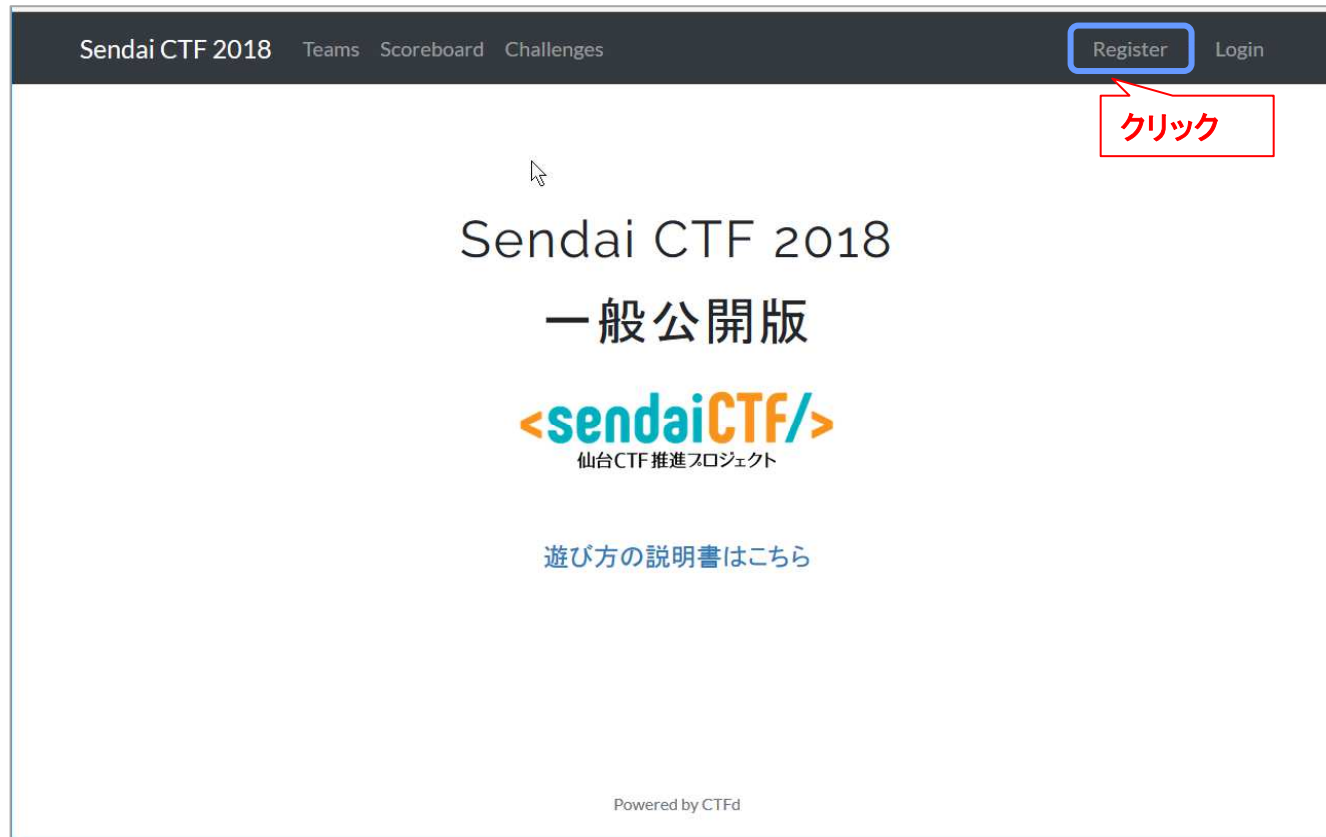 Sendai CTF 2018 Teams Scoreboard Challenges Register Login
クリック
Sendai CTF 2018
一般公開版
<sendaiCTF/>
仙台CTF推進プロジェクト
遊び方の説明書はこちら
Powered by CTFd